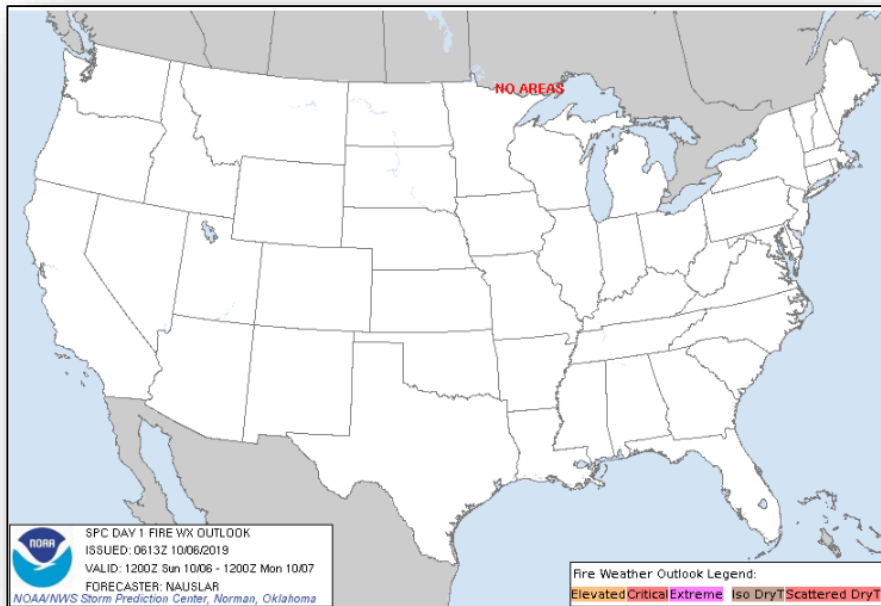 NO AREAS
NOAA
SPC DAY 1 FIRE WX OUTLOOK
ISSUED: 0613Z 10/06/2019
VALID: 1200Z Sun 10/06 - 1200Z Mon 10/07
FORECASTER: NAUSLAR
NOAA/NWS Storm Prediction Center, Norman, Oklahoma
Fire Weather Outlook Legend:
Elevated Critical Extreme Iso DryT Scattered DryT